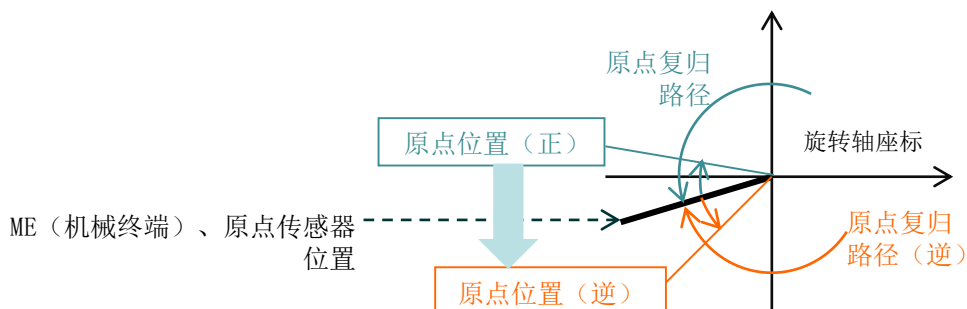 原点复归
路径
原点位置（正）
旋转轴座标
ME（机械终端）、原点传感器
位置
原点复归
路径（逆）
原点位置（逆）